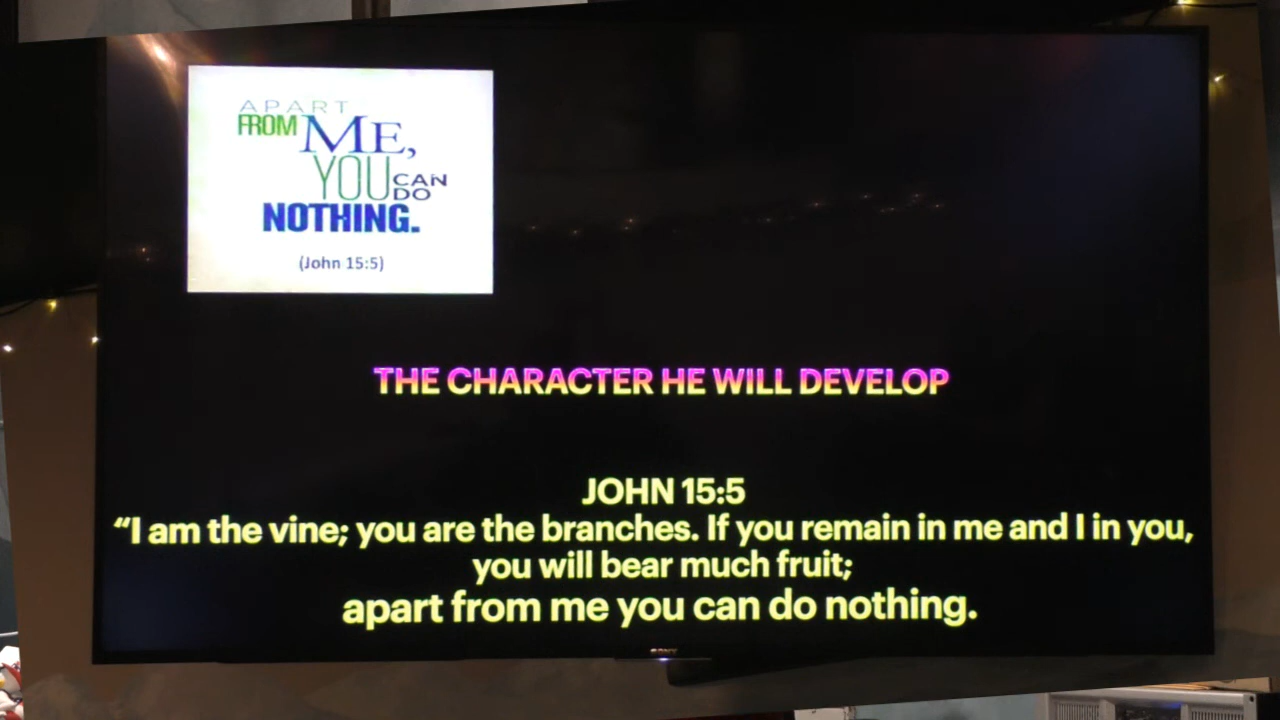 APART
FROM ME,
YOU CAN
DO
NOTHING.
(John 15:5)
THE CHARACTER HE WILL DEVELOP
JOHN 15:5
“I am the vine; you are the branches. If you remain in me and I in you,
you will bear much fruit;
apart from me you can do nothing.
SONY